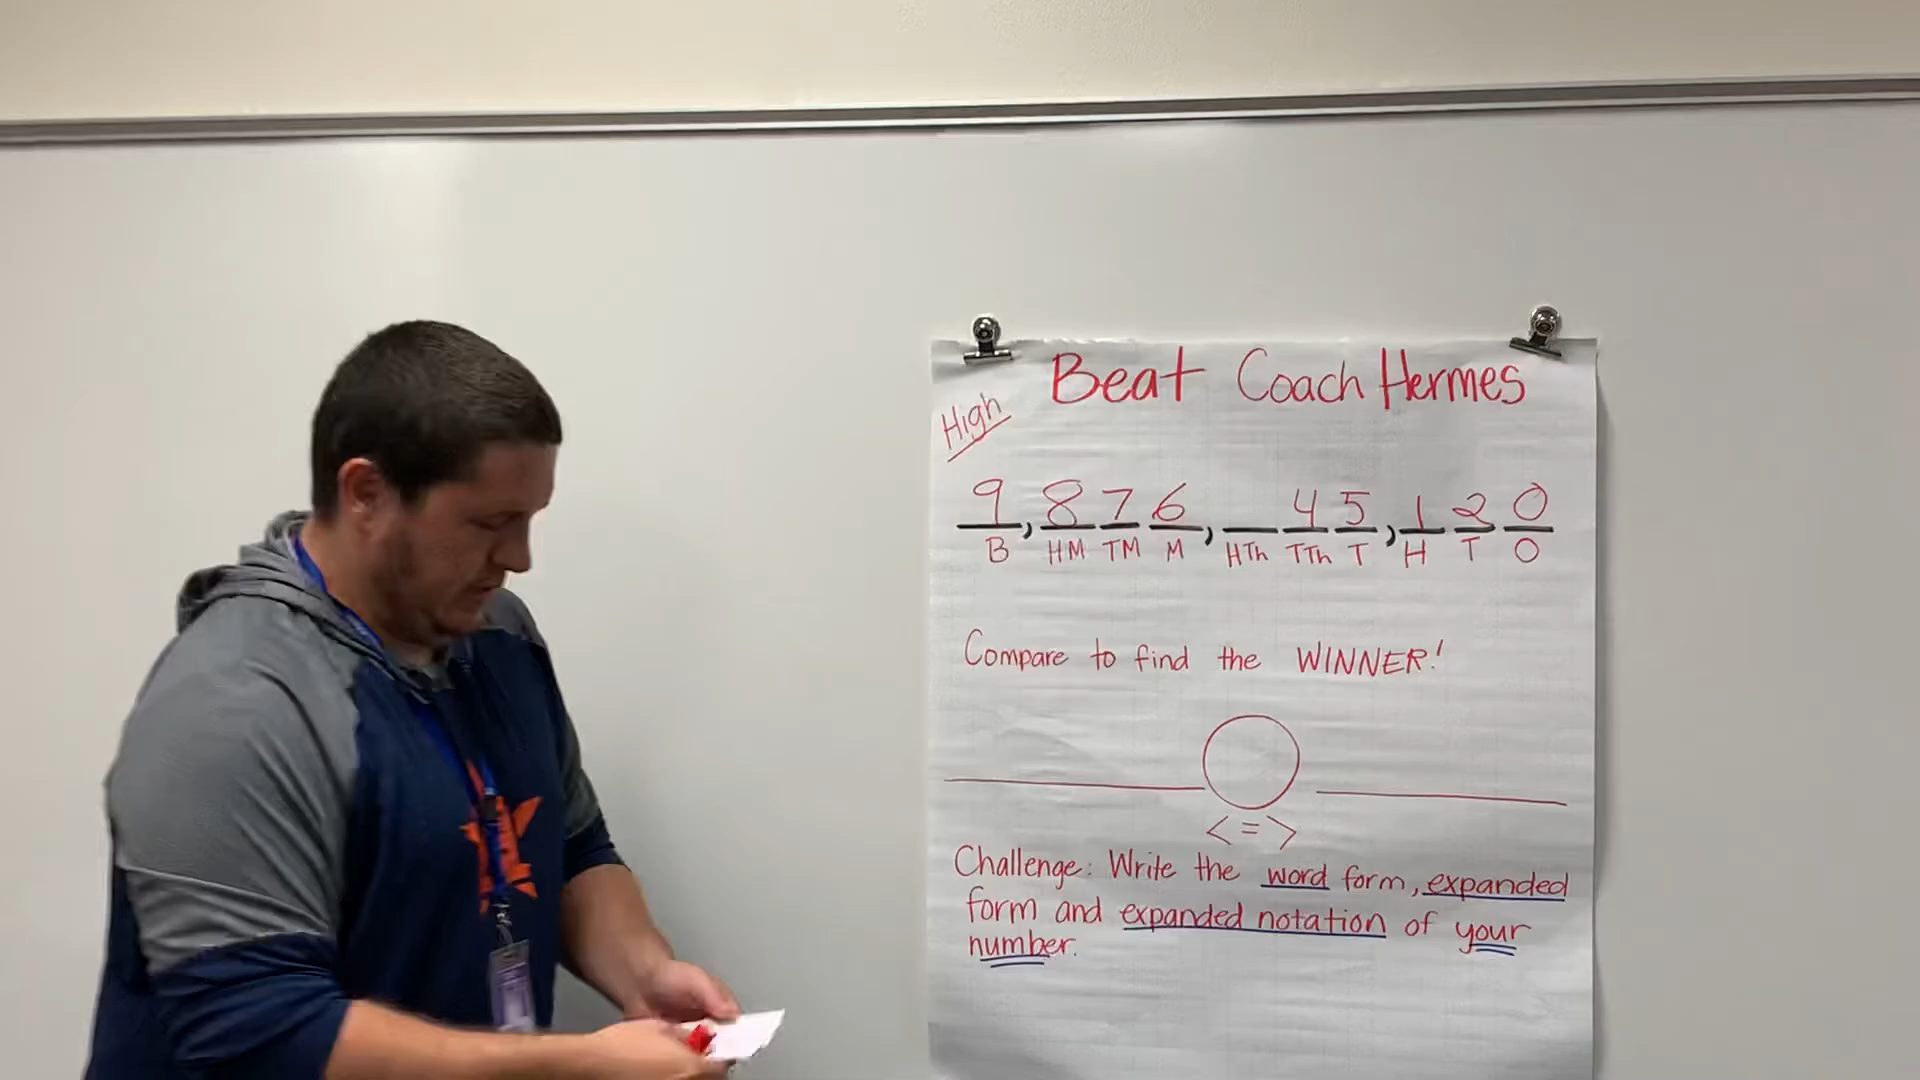 Beat Coach Hermes
High
9, 8 7 6, _ 4 5, 1 2 0
B HM TM M HTh TTh T H T O
Compare to find the WINNER!
< = >
Challenge: Write the word form, expanded
form and expanded notation of your
number.